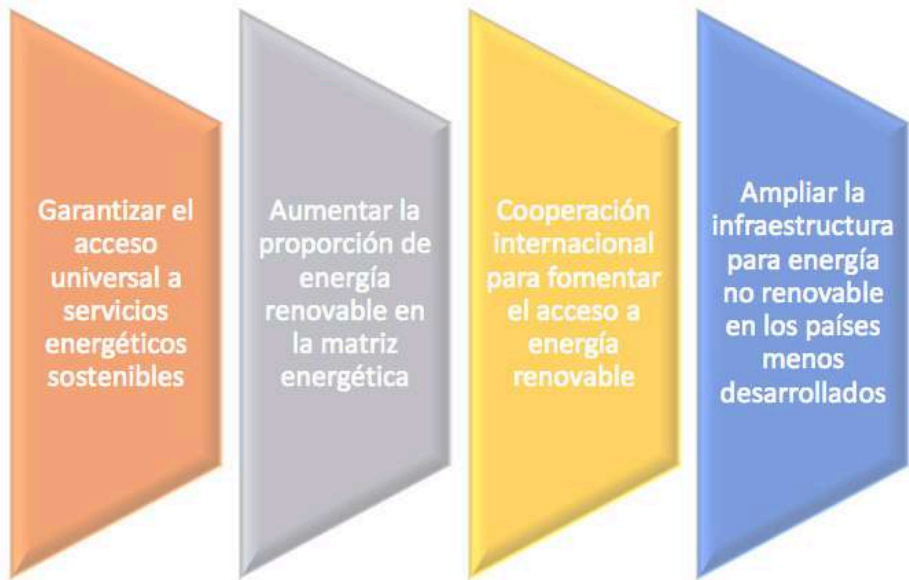 Garantizar el
acceso
universal a
servicios
energéticos
sostenibles
Aumentar la
proporción de
energía
renovable en
la matriz
energética
Cooperación
internacional
para fomentar
el acceso a
energía
renovable
Ampliar la
infraestructura
para energía
no renovable
en los países
menos
desarrollados